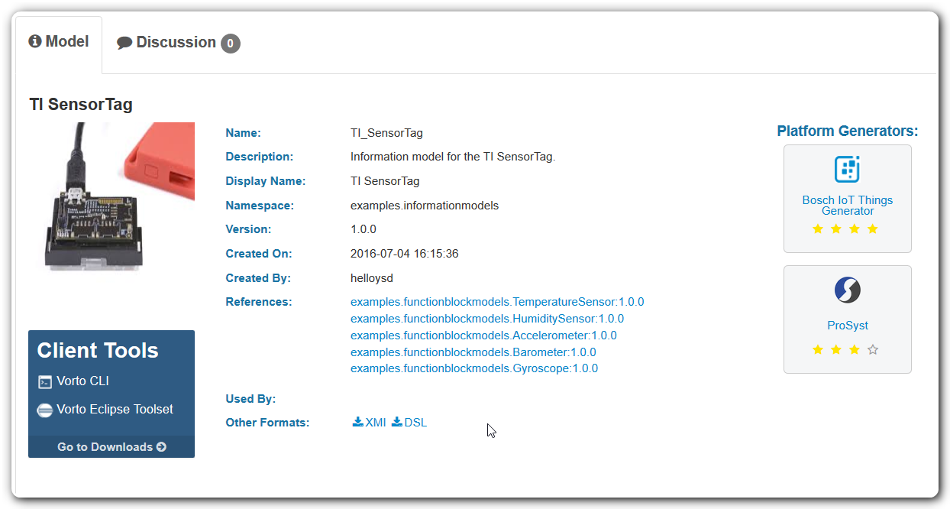 Model
Discussion 0
TI SensorTag
Name: TI_SensorTag
Description: Information model for the TI SensorTag.
Display Name: TI SensorTag
Namespace: examples.informationmodels
Version: 1.0.0
Created On: 2016-07-04 16:15:36
Created By: helloysd
References: examples.functionblockmodels.TemperatureSensor:1.0.0
examples.functionblockmodels.HumiditySensor:1.0.0
examples.functionblockmodels.Accelerometer:1.0.0
examples.functionblockmodels.Barometer:1.0.0
examples.functionblockmodels.Gyroscope:1.0.0
Used By:
Other Formats: XMI DSL
Client Tools
Vorto CLI
Vorto Eclipse Toolset
Go to Downloads
Platform Generators:
Bosch IoT Things
Generator
ProSyst